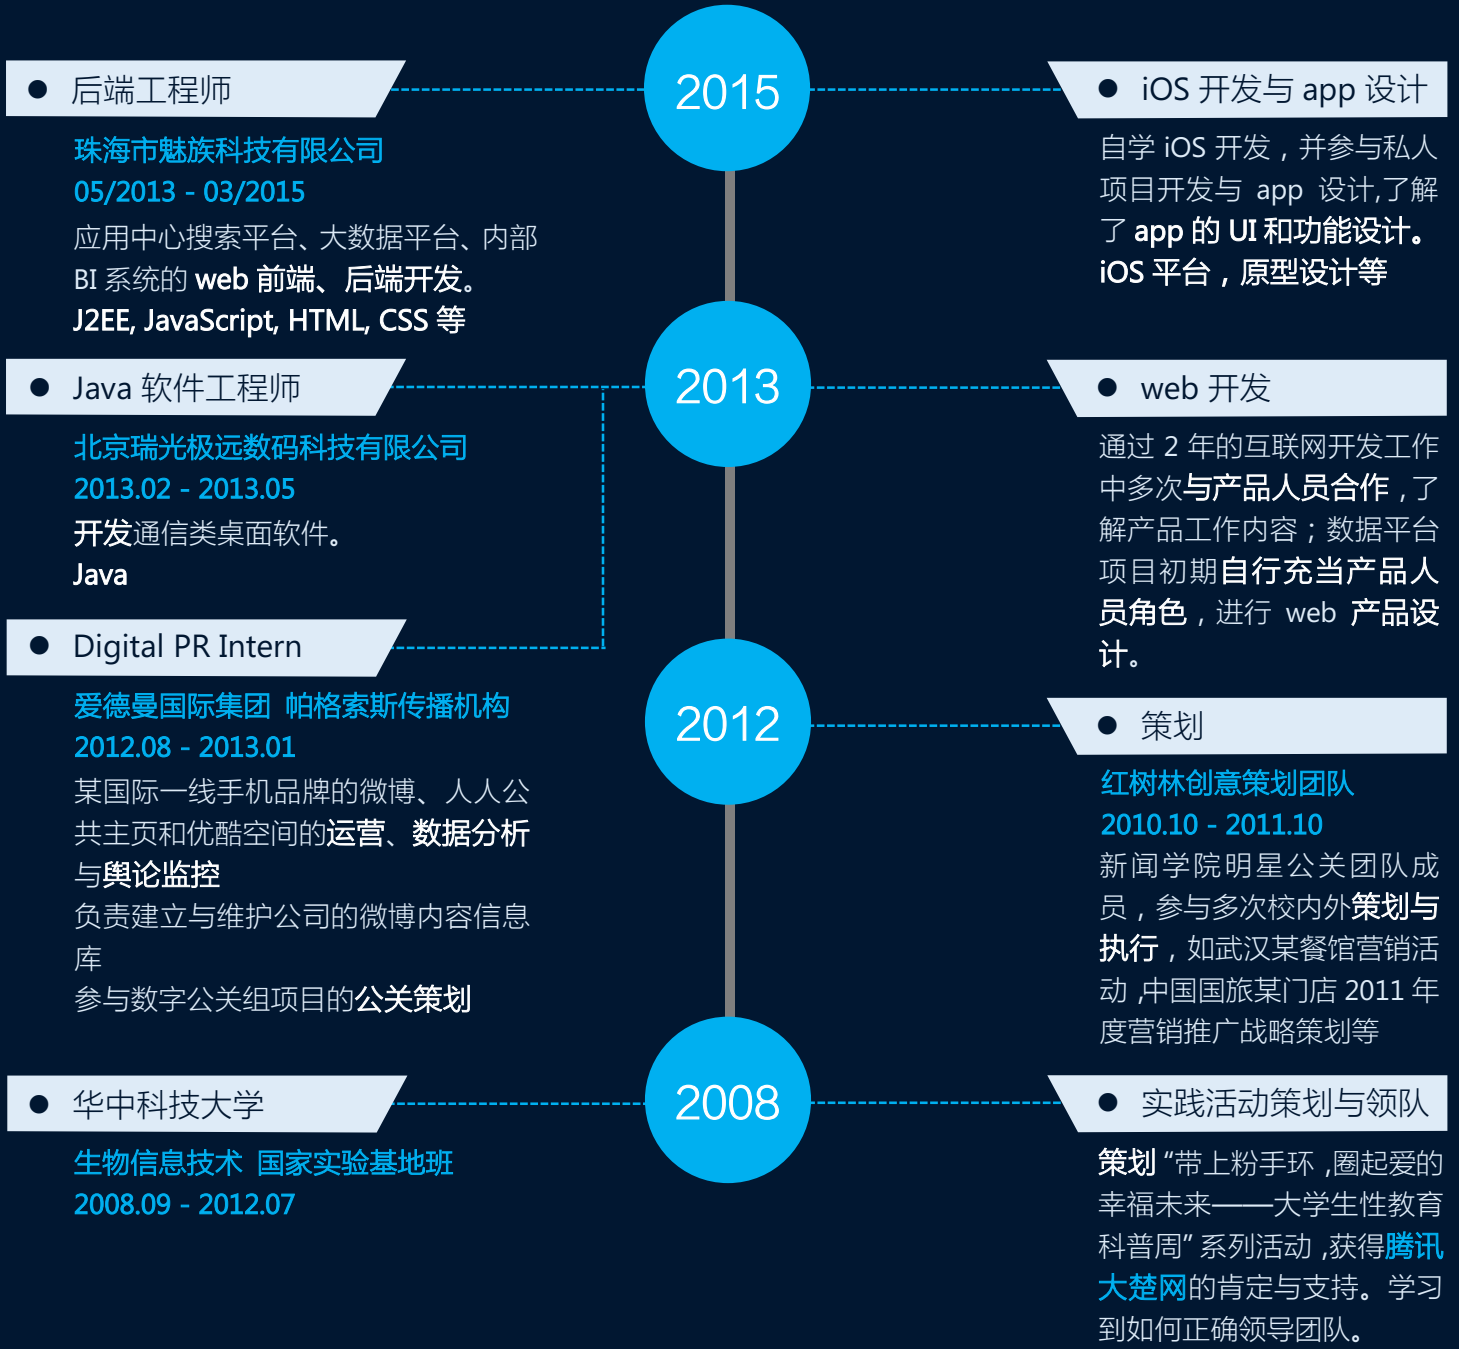 2015
后端工程师
珠海市魅族科技有限公司
05/2013 - 03/2015
应用中心搜索平台、大数据平台、内部
BI 系统的 web 前端、后端开发。
J2EE, JavaScript, HTML, CSS 等
iOS 开发与 app 设计
自学 iOS 开发，并参与私人
项目开发与 app 设计,了解
了 app 的 UI 和功能设计。
iOS 平台，原型设计等
2013
Java 软件工程师
北京瑞光极远数码科技有限公司
2013.02 - 2013.05
开发通信类桌面软件。
Java
Digital PR Intern
爱德曼国际集团 帕格索斯传播机构
2012.08 - 2013.01
某国际一线手机品牌的微博、人人公
共主页和优酷空间的运营、数据分析
与舆论监控
负责建立与维护公司的微博内容信息
库
参与数字公关组项目的公关策划
web 开发
通过 2 年的互联网开发工作
中多次与产品人员合作，了
解产品工作内容；数据平台
项目初期自行充当产品人
员角色，进行 web 产品设
计。
2012
策划
红树林创意策划团队
2010.10 - 2011.10
新闻学院明星公关团队成
员，参与多次校内外策划与
执行，如武汉某餐馆营销活
动,中国国旅某门店 2011 年
度营销推广战略策划等
2008
华中科技大学
生物信息技术 国家实验基地班
2008.09 - 2012.07
实践活动策划与领队
策划 “带上粉手环,圈起爱的
幸福未来——大学生性教育
科普周” 系列活动,获得腾讯
大楚网的肯定与支持。学习
到如何正确领导团队。